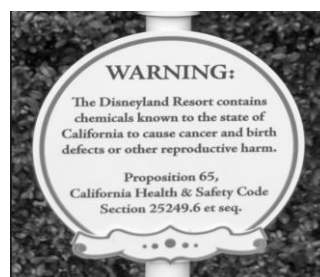 WARNING:
The Disneyland Resort contains
chemicals known to the state of
California to cause cancer and birth
defects or other reproductive harm.
Proposition 65,
California Health & Safety Code
Section 25249.6 et seq.